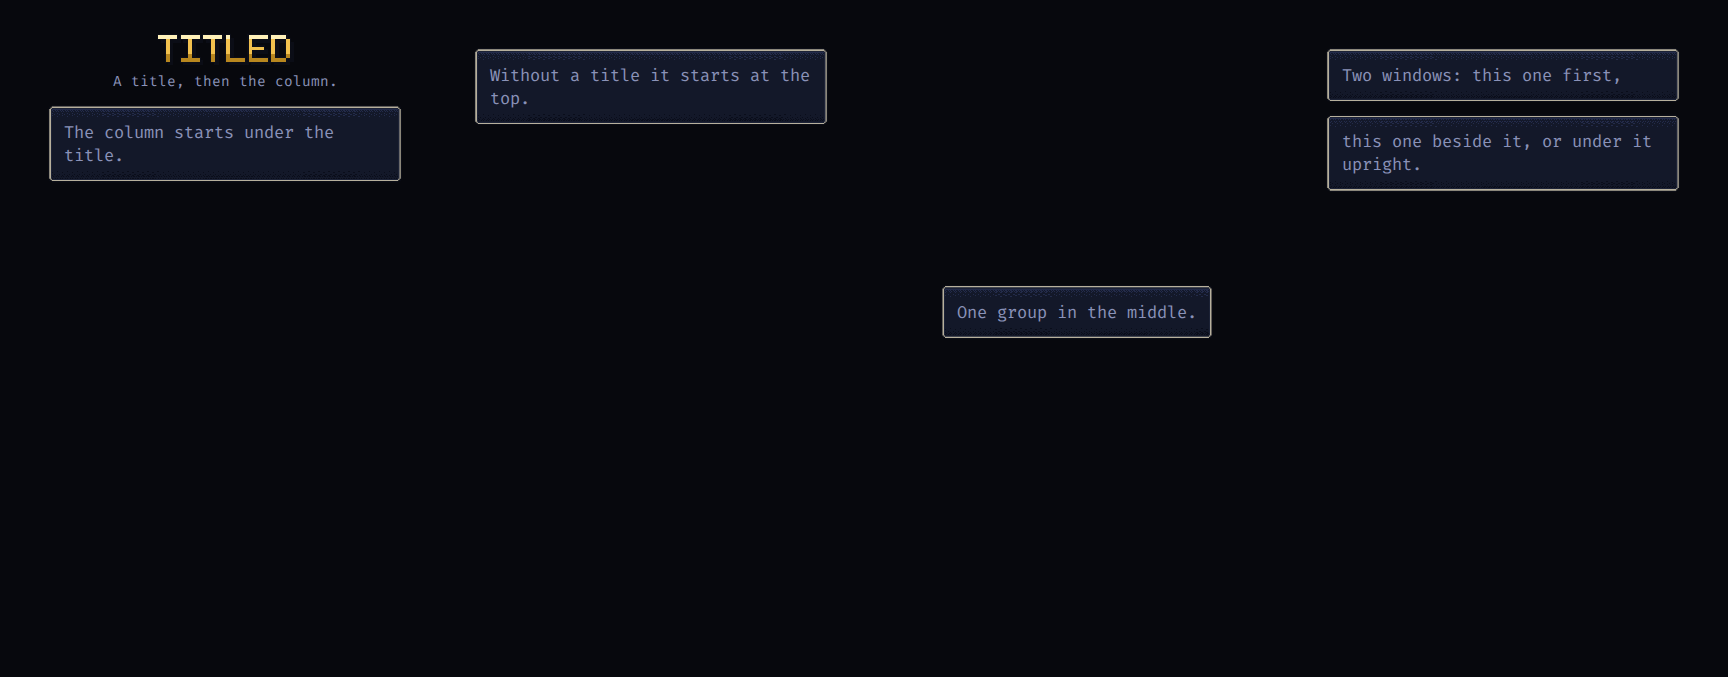 TITLED
A title, then the column.
The column starts under the
title.
Without a title it starts at the
top.
One group in the middle.
Two windows: this one first,
this one beside it, or under it
upright.